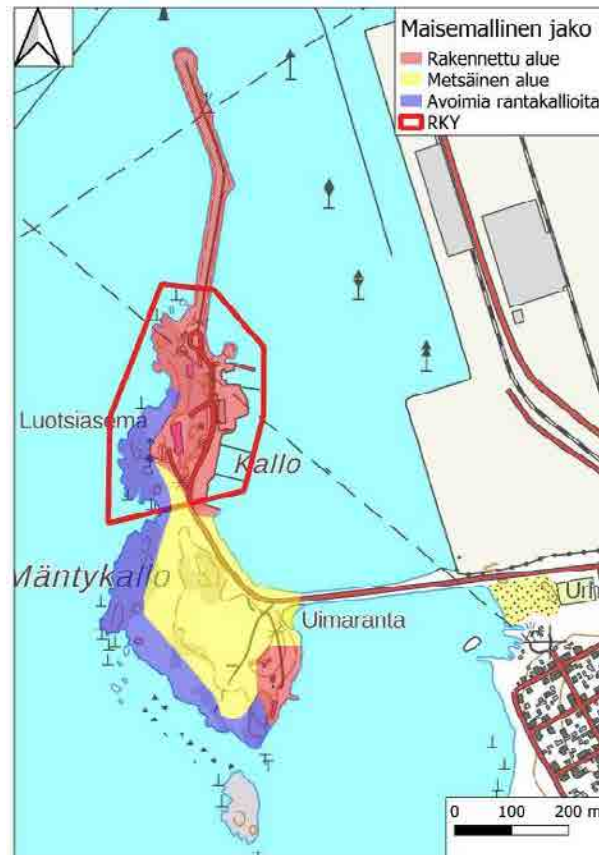 Maisemallinen jako
Rakennettu alue
Metsäinen alue
Avoimia rantakallioita
RKY
Luotsiasema
Kallo
Mäntykallo
Uimaranta
0 100 200 m